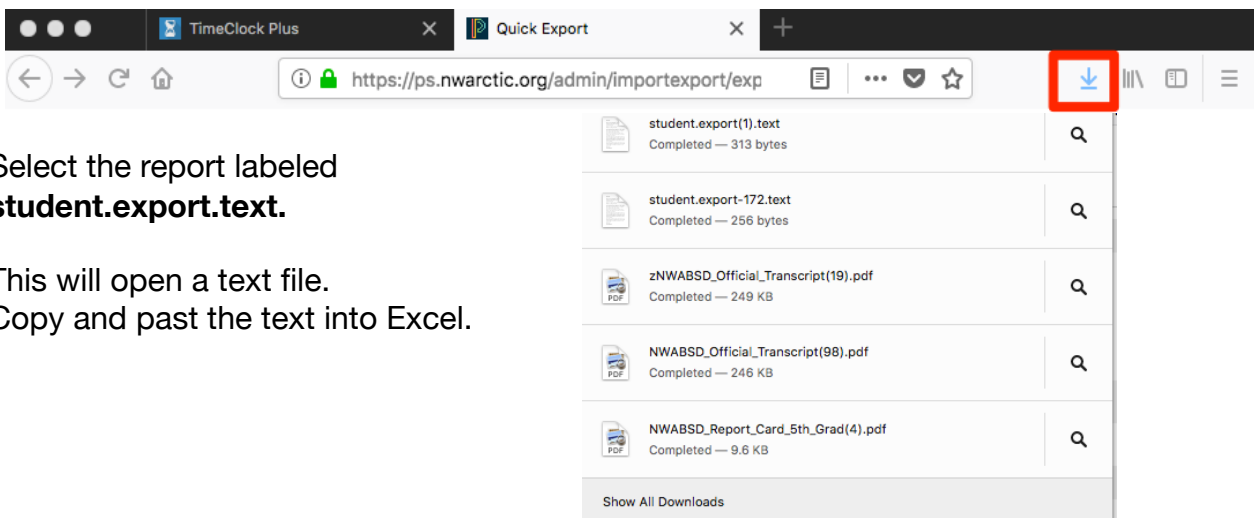 TimeClock Plus
Quick Export
https://ps.nwarctic.org/admin/importexport/exp
Select the report labeled
student.export.text.
This will open a text file.
Copy and past the text into Excel.
student.export(1).text
Completed — 313 bytes
student.export-172.text
Completed — 256 bytes
zNWABSD_Official_Transcript(19).pdf
PDF
Completed — 249 KB
NWABSD_Official_Transcript(98).pdf
PDF
Completed — 246 KB
NWABSD_Report_Card_5th_Grad(4).pdf
PDF
Completed — 9.6 KB
Show All Downloads